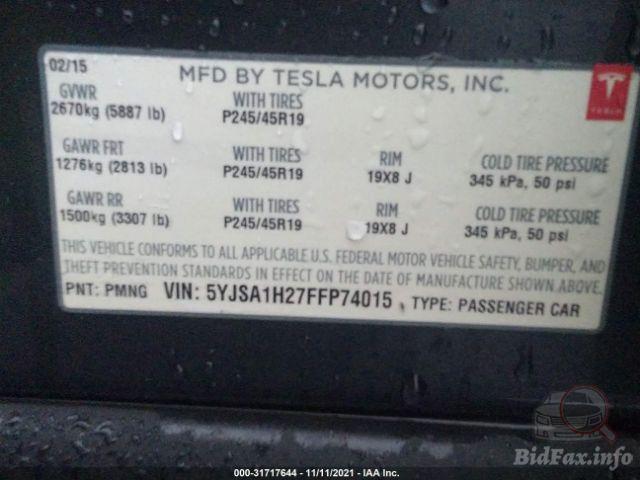 02/15 MFD BY TESLA MOTORS, INC.
GVWR WITH TIRES
2670kg (5887 lb) P245/45R19
TESLA
GAWR FRT WITH TIRES RIM COLD TIRE PRESSURE
1276kg (2813 lb) P245/45R19 19X8 J 345 kPa, 50 psi
GAWR RR WITH TIRES RIM COLD TIRE PRESSURE
1500kg (3307 lb) P245/45R19 19X8 J 345 kPa, 50 psi
THIS VEHICLE CONFORMS TO ALL APPLICABLE U.S. FEDERAL MOTOR VEHICLE SAFETY, BUMPER, AND
THEFT PREVENTION STANDARDS IN EFFECT ON THE DATE OF MANUFACTURE SHOWN ABOVE.
PNT: PMNG VIN: 5YJSA1H27FFP74015 TYPE: PASSENGER CAR
BidFax.info
000-31717644 - 11/11/2021 - IAA Inc.